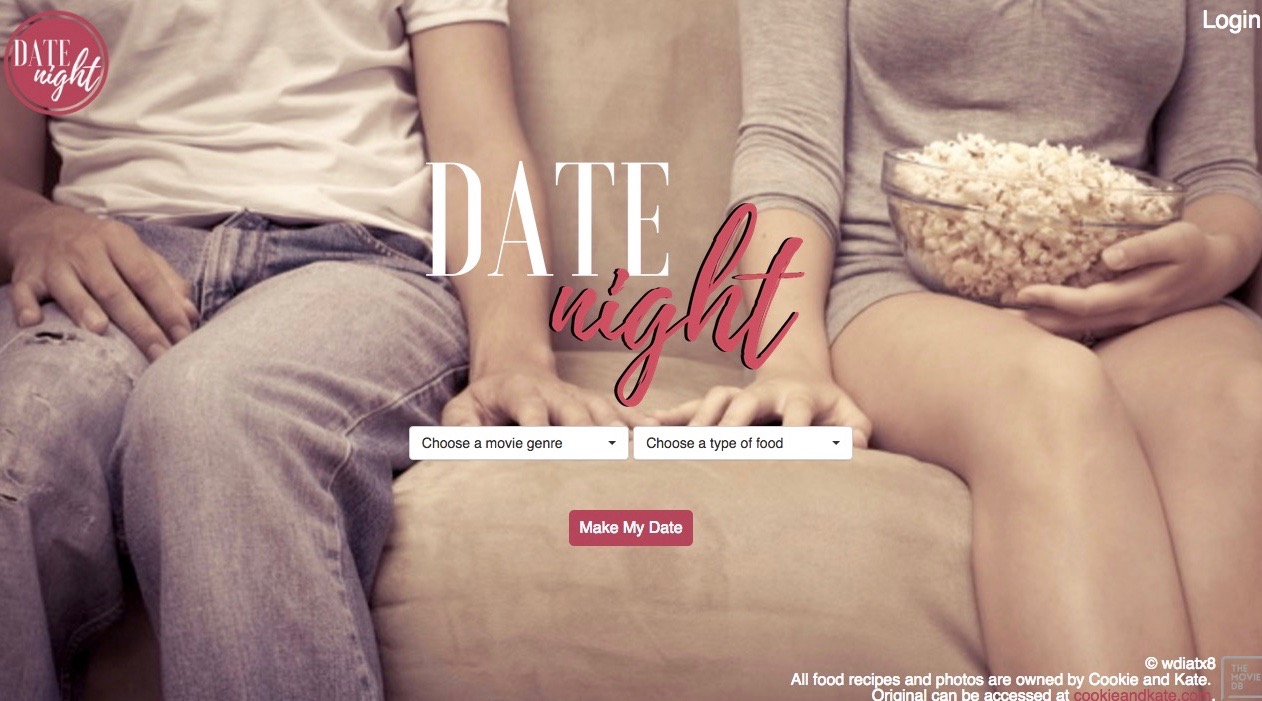 DATE
night
Login
DATE
night
Choose a movie genre
Choose a type of food
Make My Date
© wdiatx8
All food recipes and photos are owned by Cookie and Kate.
Original can be accessed at cookieandkate.com.
THE
MOVIE
DB